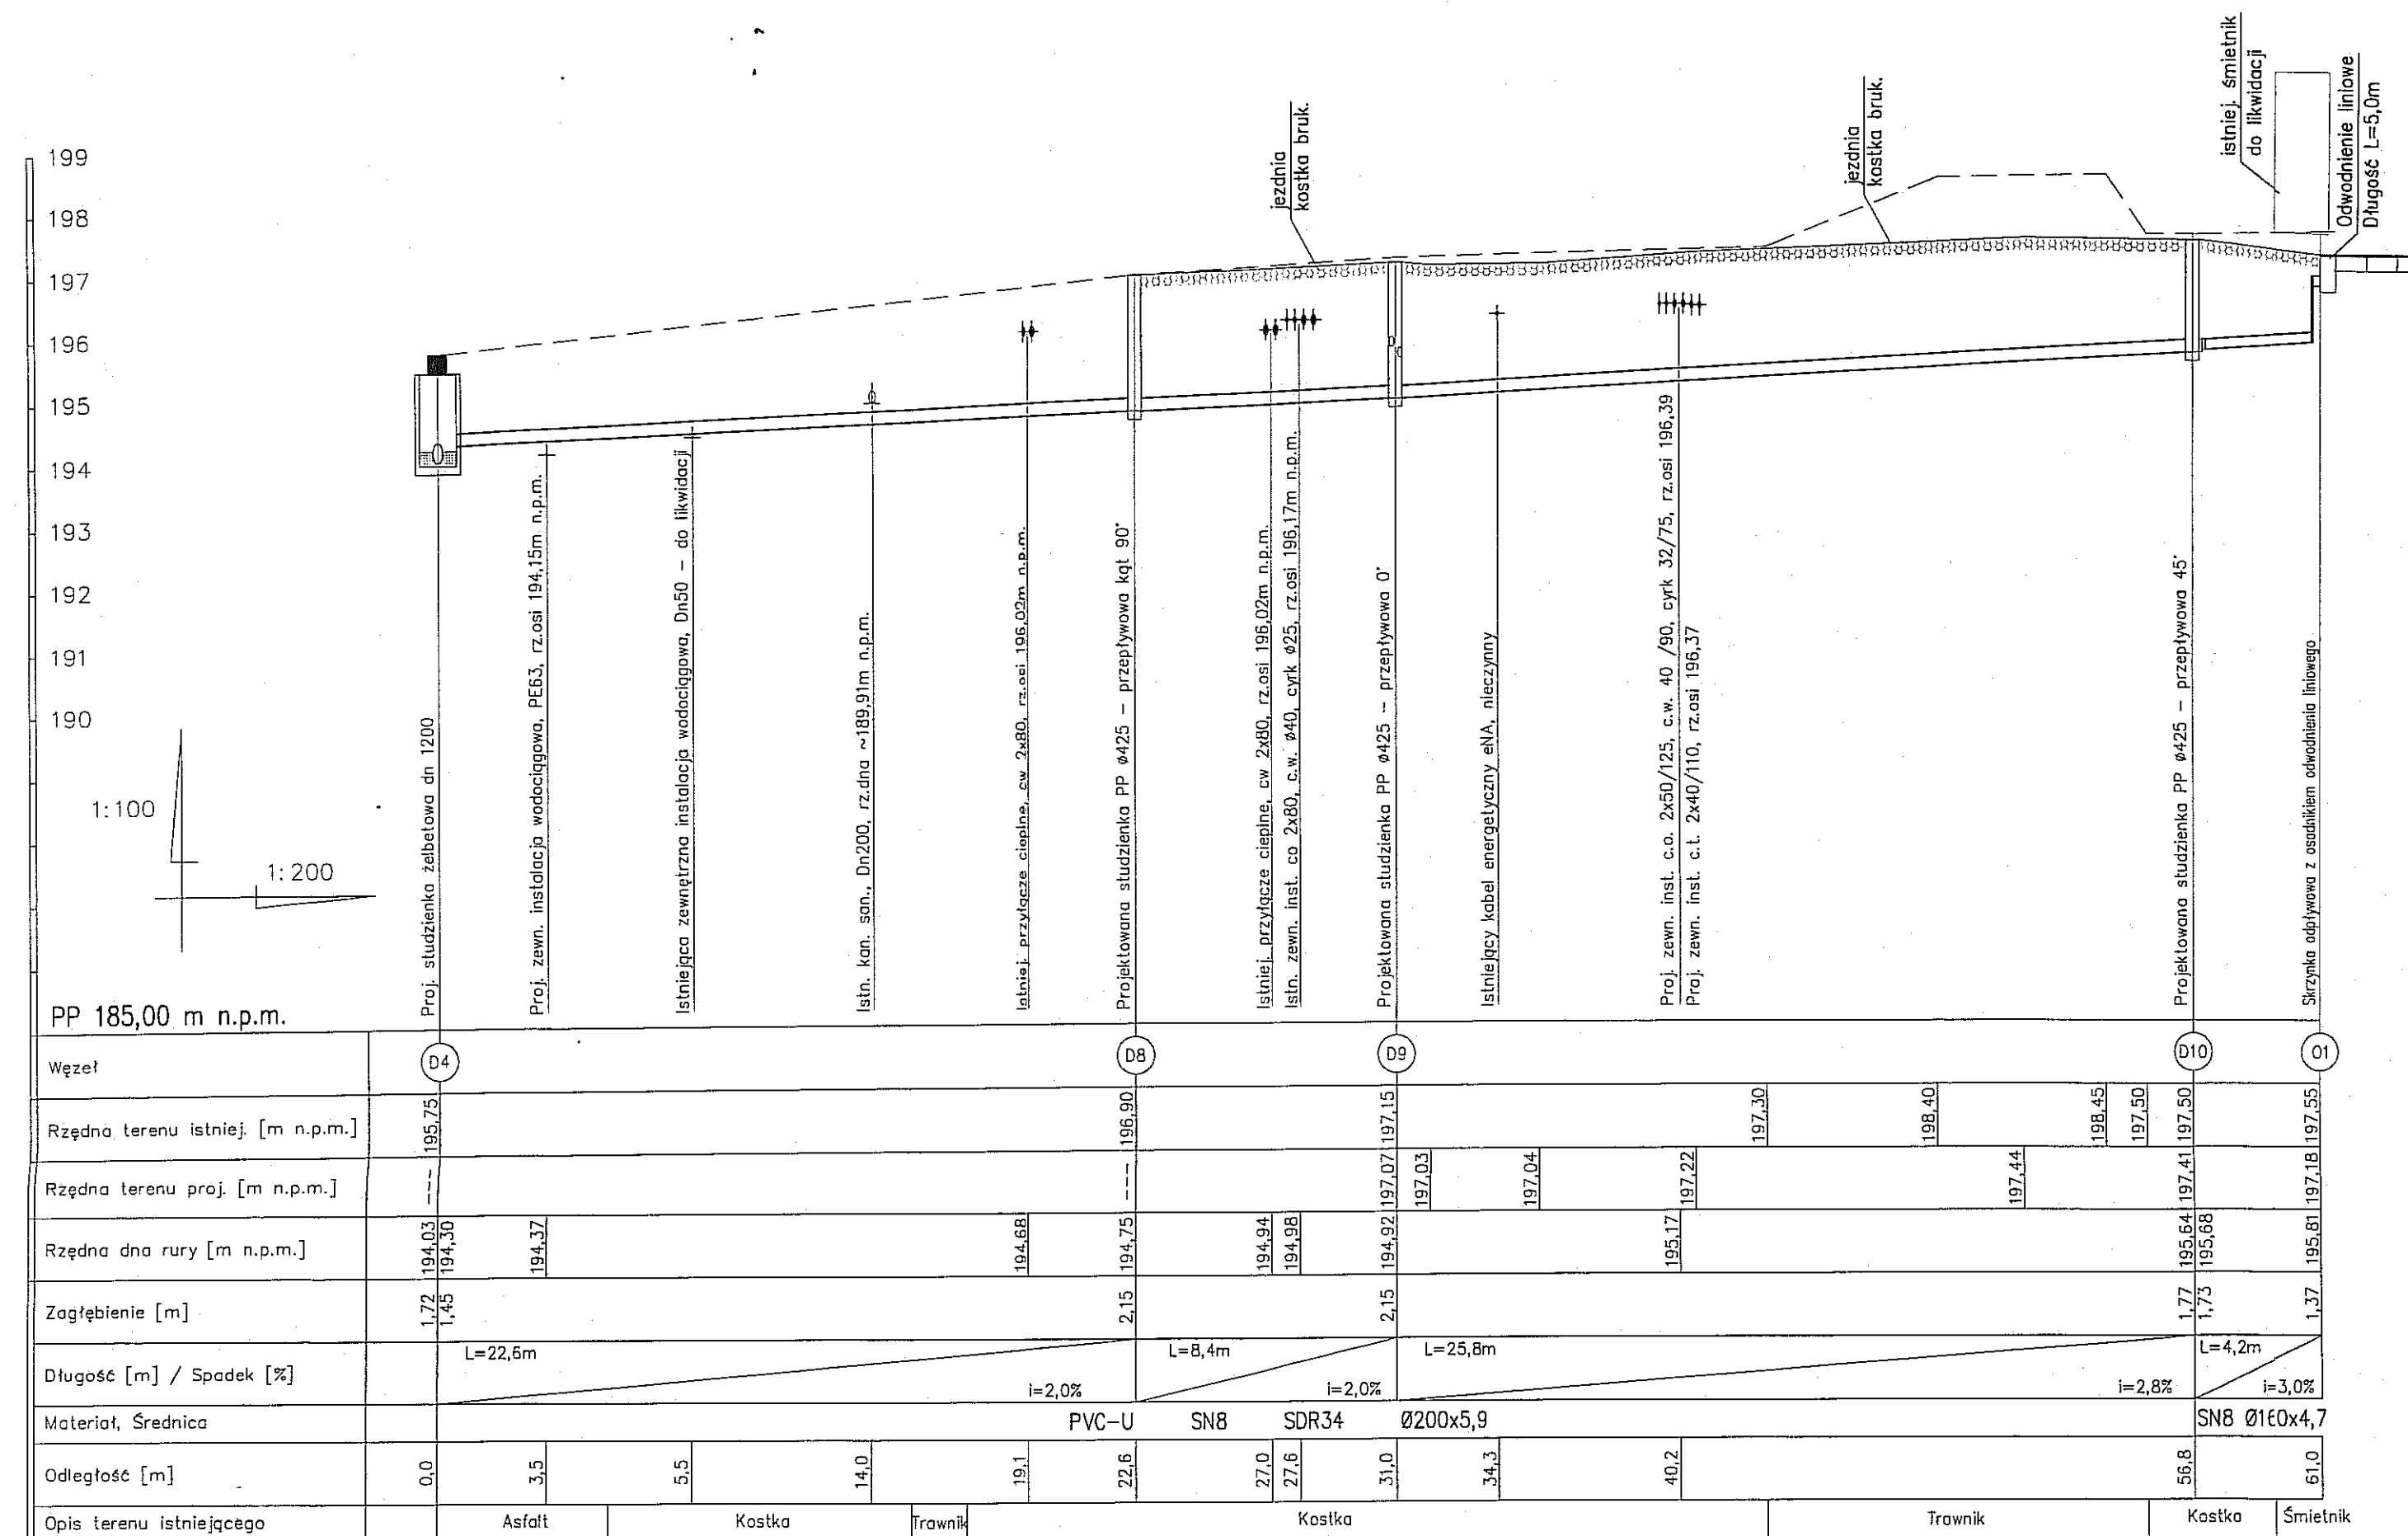 istniej. śmietnik
do likwidacji
Odwodnienie liniowe
Długość L=5,0m
jezdnia
kostka bruk.
jezdnia
kostka bruk.
199
198
197
196
195
194
193
192
191
190
1:100
1:200
PP 185,00 m n.p.m.
Proj. studzienka żelbetowa dn 1200
Proj. zewn. instalacja wodociągowa, PE63, rz.osi 194,15m n.p.m.
Istniejąca zewnętrzna instalacja wodociągowa, Dn50 – do likwidacji
Istn. kan. san., Dn200, rz.dna ~189,91m n.p.m.
Istniej. przyłącze cieplne, cw 2x80, rz.osi 196,02m n.p.m.
Projektowana studzienka PP ø425 – przepływowa kąt 90°
Istniej. przyłącze cieplne, cw 2x80, rz.osi 196,02m n.p.m.
Istn. zewn. inst. co 2x80, c.w. ø40, cyrk ø25, rz.osi 196,17m n.p.m.
Projektowana studzienka PP ø425 – przepływowa 0°
Istniejący kabel energetyczny eNA, nieczynny
Proj. zewn. inst. c.o. 2x50/125, c.w. 40 /90, cyrk 32/75, rz.osi 196,39
Proj. zewn. inst. c.t. 2x40/110, rz.osi 196,37
Projektowana studzienka PP ø425 – przepływowa 45°
Skrzynka odpływowa z osadnikiem odwodnienia liniowego
Węzeł D4 D8 D9 D10 O1
Rzędna terenu istniej. [m n.p.m.] 195,75 196,90 197,15 197,30 198,40 198,45 197,50 197,50 197,55
Rzędna terenu proj. [m n.p.m.] --- --- 197,07 197,03 197,04 197,22 197,44 197,41 197,18
Rzędna dna rury [m n.p.m.] 194,03 194,30 194,37 194,68 194,75 194,94 194,98 194,92 195,17 195,64 195,68 195,81
Zagłębienie [m] 1,72 1,45 2,15 2,15 1,77 1,73 1,37
Długość [m] / Spadek [%] L=22,6m i=2,0% L=8,4m i=2,0% L=25,8m i=2,8% L=4,2m i=3,0%
Materiał, Średnica PVC–U SN8 SDR34 Ø200x5,9 SN8 Ø160x4,7
Odległość [m] 0,0 3,5 5,5 14,0 19,1 22,6 27,0 27,6 31,0 34,3 40,2 56,8 61,0
Opis terenu istniejącego Asfalt Kostka Trawnik Kostka Trawnik Kostka Śmietnik